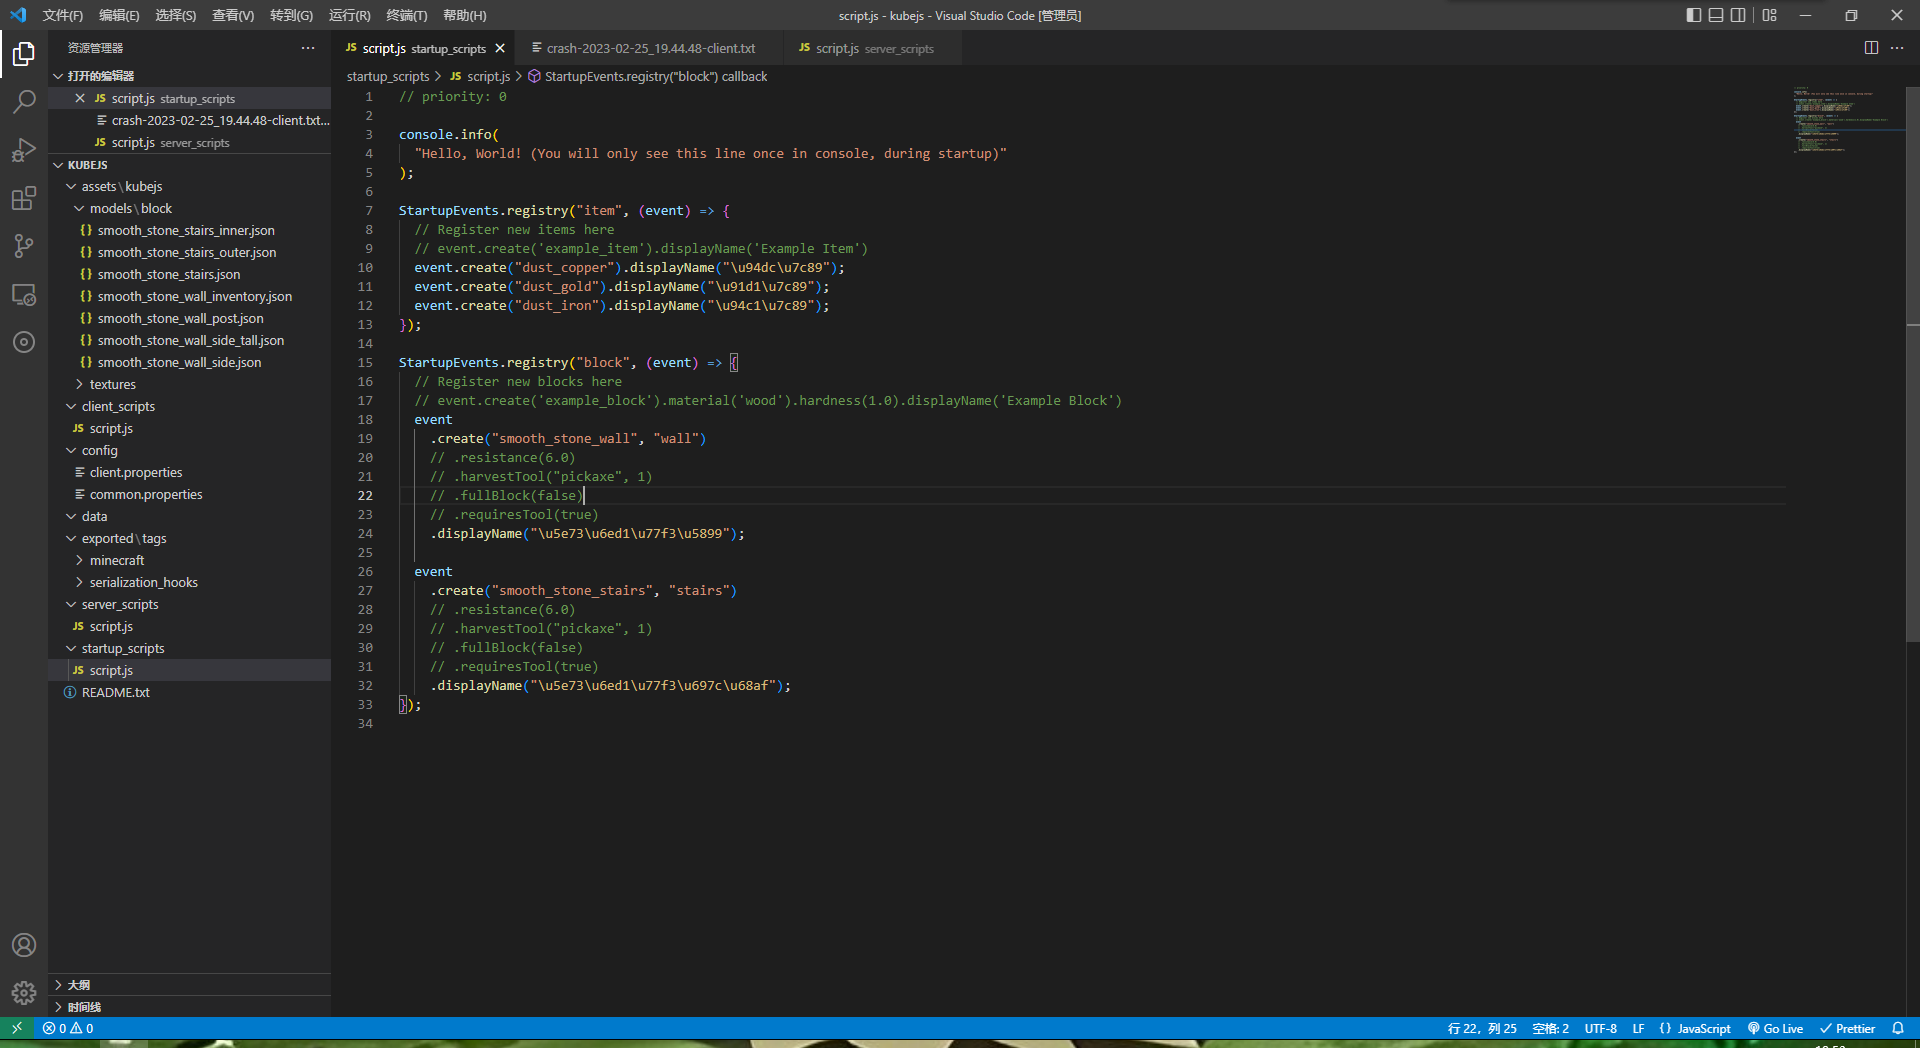 文件(F) 编辑(E) 选择(S) 查看(V) 转到(G) 运行(R) 终端(T) 帮助(H) script.js - kubejs - Visual Studio Code [管理员]
资源管理器
打开的编辑器
script.js startup_scripts
crash-2023-02-25_19.44.48-client.txt...
script.js server_scripts
KUBEJS
assets\kubejs
models\block
{} smooth_stone_stairs_inner.json
{} smooth_stone_stairs_outer.json
{} smooth_stone_stairs.json
{} smooth_stone_wall_inventory.json
{} smooth_stone_wall_post.json
{} smooth_stone_wall_side_tall.json
{} smooth_stone_wall_side.json
textures
client_scripts
JS script.js
config
client.properties
common.properties
data
exported\tags
minecraft
serialization_hooks
server_scripts
JS script.js
startup_scripts
JS script.js
README.txt
大纲
时间线
JS script.js startup_scripts crash-2023-02-25_19.44.48-client.txt JS script.js server_scripts
startup_scripts > JS script.js > StartupEvents.registry("block") callback
1 // priority: 0
2
3 console.info(
4 "Hello, World! (You will only see this line once in console, during startup)"
5 );
6
7 StartupEvents.registry("item", (event) => {
8 // Register new items here
9 // event.create('example_item').displayName('Example Item')
10 event.create("dust_copper").displayName("\u94dc\u7c89");
11 event.create("dust_gold").displayName("\u91d1\u7c89");
12 event.create("dust_iron").displayName("\u94c1\u7c89");
13 });
14
15 StartupEvents.registry("block", (event) => {
16 // Register new blocks here
17 // event.create('example_block').material('wood').hardness(1.0).displayName('Example Block')
18 event
19 .create("smooth_stone_wall", "wall")
20 // .resistance(6.0)
21 // .harvestTool("pickaxe", 1)
22 // .fullBlock(false)
23 // .requiresTool(true)
24 .displayName("\u5e73\u6ed1\u77f3\u5899");
25
26 event
27 .create("smooth_stone_stairs", "stairs")
28 // .resistance(6.0)
29 // .harvestTool("pickaxe", 1)
30 // .fullBlock(false)
31 // .requiresTool(true)
32 .displayName("\u5e73\u6ed1\u77f3\u697c\u68af");
33 });
34
0 0 行 22，列 25 空格: 2 UTF-8 LF {} JavaScript Go Live Prettier